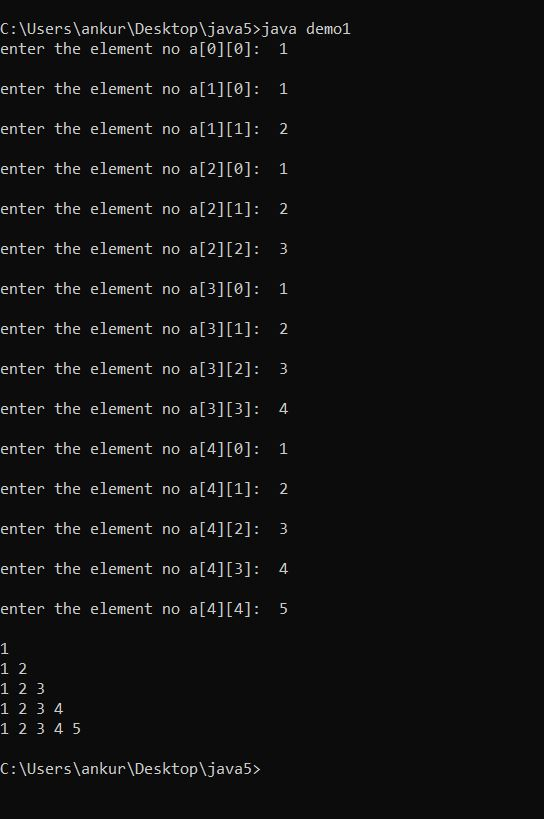 C:\Users\ankur\Desktop\java5>java demo1
enter the element no a[0][0]:  1
enter the element no a[1][0]:  1
enter the element no a[1][1]:  2
enter the element no a[2][0]:  1
enter the element no a[2][1]:  2
enter the element no a[2][2]:  3
enter the element no a[3][0]:  1
enter the element no a[3][1]:  2
enter the element no a[3][2]:  3
enter the element no a[3][3]:  4
enter the element no a[4][0]:  1
enter the element no a[4][1]:  2
enter the element no a[4][2]:  3
enter the element no a[4][3]:  4
enter the element no a[4][4]:  5
1
1 2
1 2 3
1 2 3 4
1 2 3 4 5
C:\Users\ankur\Desktop\java5>